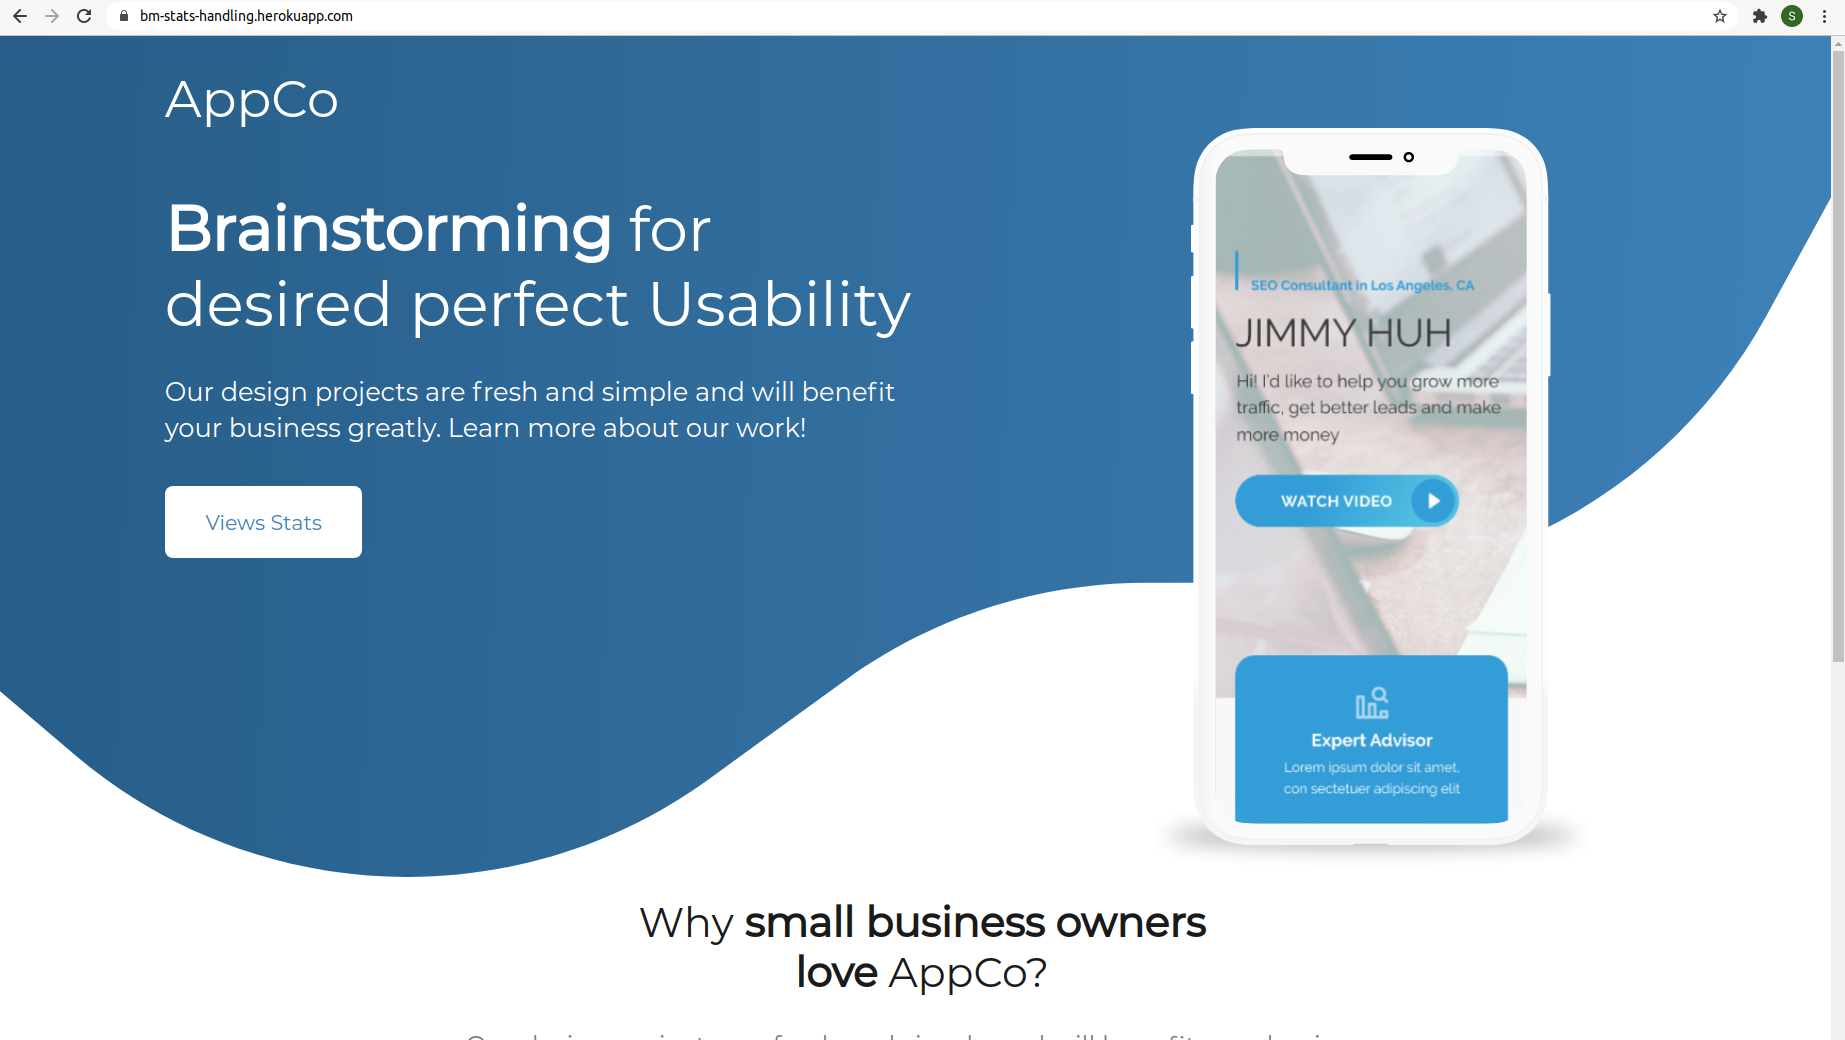 bm-stats-handling.herokuapp.com
S
AppCo
Brainstorming for
desired perfect Usability
Our design projects are fresh and simple and will benefit
your business greatly. Learn more about our work!
Views Stats
SEO Consultant in Los Angeles, CA
JIMMY HUH
Hi! I'd like to help you grow more
traffic, get better leads and make
more money
WATCH VIDEO
Expert Advisor
Lorem ipsum dolor sit amet,
con sectetuer adipiscing elit
Why small business owners
love AppCo?